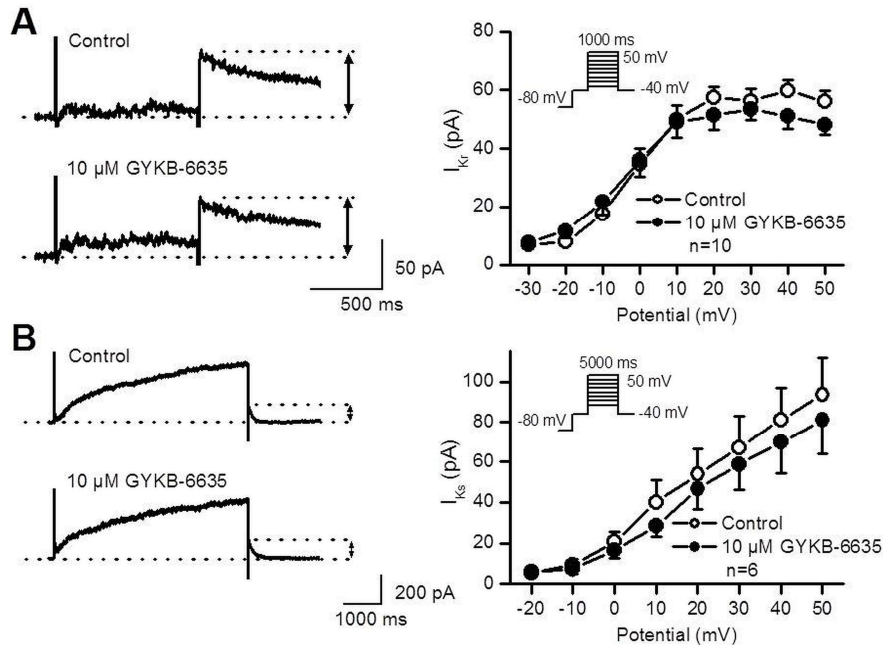 A
Control
10 µM GYKB-6635
50 pA
500 ms
80
60
40
20
0
I_Kr (pA)
1000 ms
50 mV
-80 mV
-40 mV
Control
10 µM GYKB-6635
n=10
-30 -20 -10 0 10 20 30 40 50
Potential (mV)
B
Control
10 µM GYKB-6635
200 pA
1000 ms
100
80
60
40
20
0
I_Ks (pA)
5000 ms
50 mV
-80 mV
-40 mV
Control
10 µM GYKB-6635
n=6
-20 -10 0 10 20 30 40 50
Potential (mV)